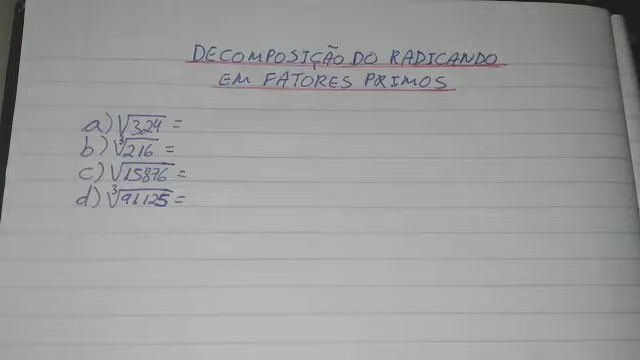 DECOMPOSIÇÃO DO RADICANDO
EM FATORES PRIMOS
a) √324 =
b) ∛216 =
c) √15876 =
d) ∛91125 =